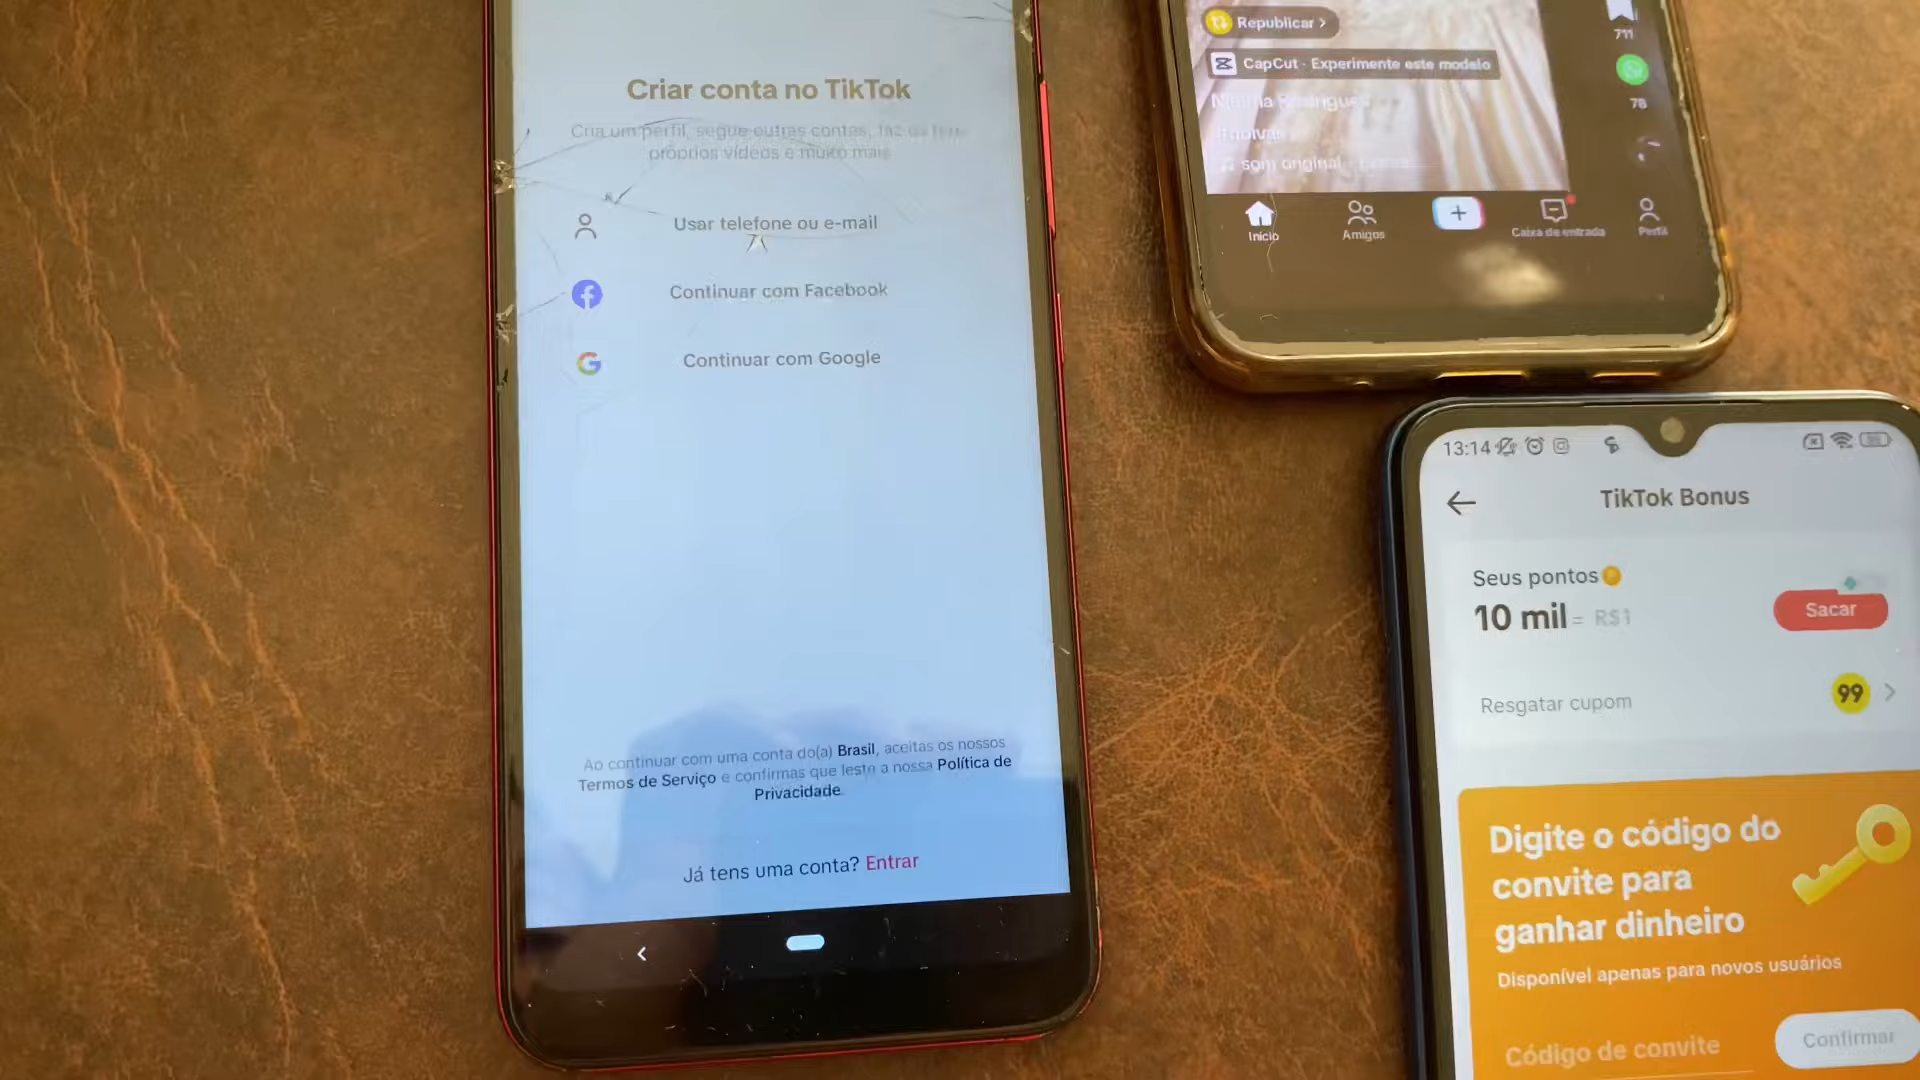 Criar conta no TikTok
Cria um perfil, segue outras contas, faz os teus
próprios vídeos e muito mais
Usar telefone ou e-mail
Continuar com Facebook
Continuar com Google
Ao continuar com uma conta do(a) Brasil, aceitas os nossos
Termos de Serviço e confirmas que leste a nossa Política de
Privacidade.
Já tens uma conta? Entrar
Republicar >
CapCut · Experimente este modelo
711
78
som original
Início
Amigos
Caixa de entrada
Perfil
13:14
TikTok Bonus
Seus pontos
10 mil = R$1
Sacar
Resgatar cupom
99
Digite o código do
convite para
ganhar dinheiro
Disponível apenas para novos usuários
Código de convite
Confirmar